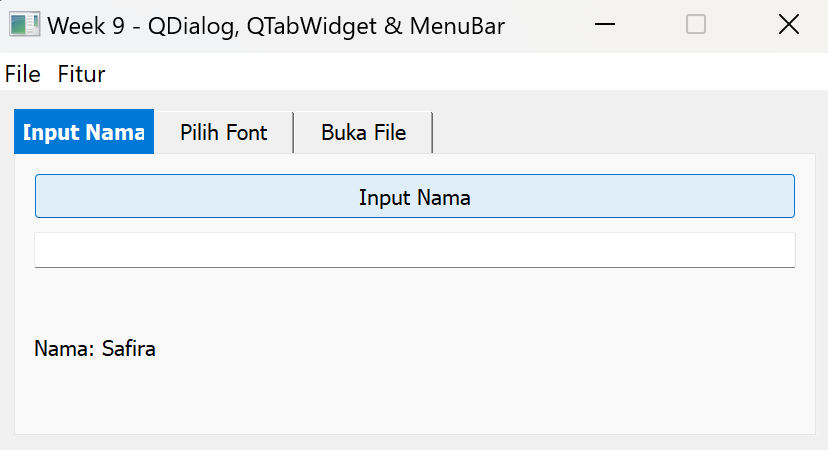 Week 9 - QDialog, QTabWidget & MenuBar
File Fitur
Input Nama Pilih Font Buka File
Input Nama
Nama: Safira